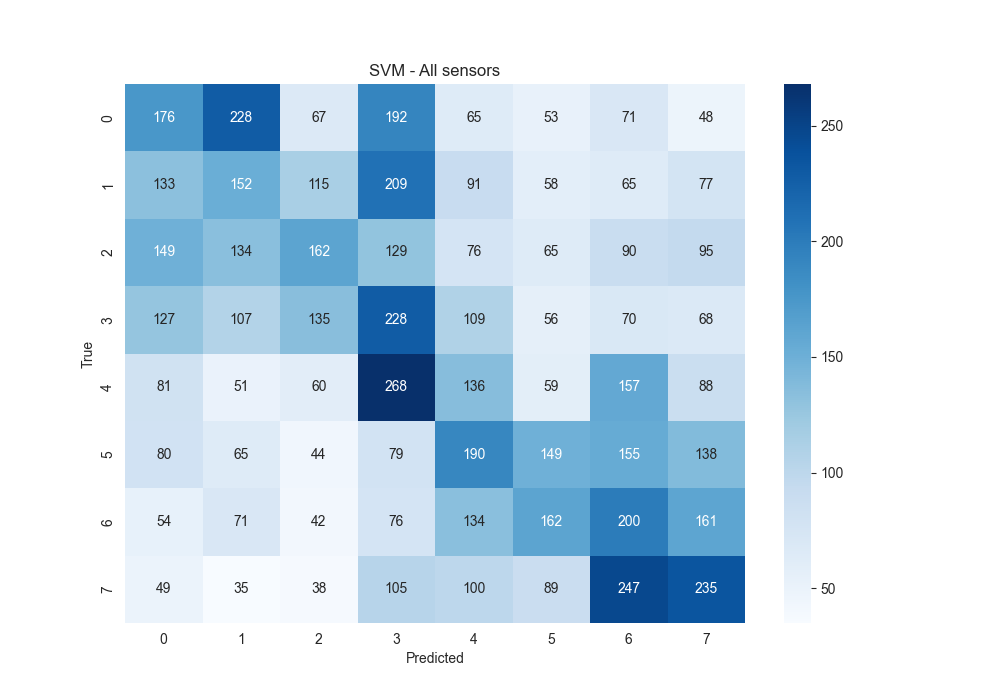 SVM - All sensors
0 176 228 67 192 65 53 71 48
1 133 152 115 209 91 58 65 77
2 149 134 162 129 76 65 90 95
3 127 107 135 228 109 56 70 68
4 81 51 60 268 136 59 157 88
5 80 65 44 79 190 149 155 138
6 54 71 42 76 134 162 200 161
7 49 35 38 105 100 89 247 235
0 1 2 3 4 5 6 7
Predicted
True
250
200
150
100
50